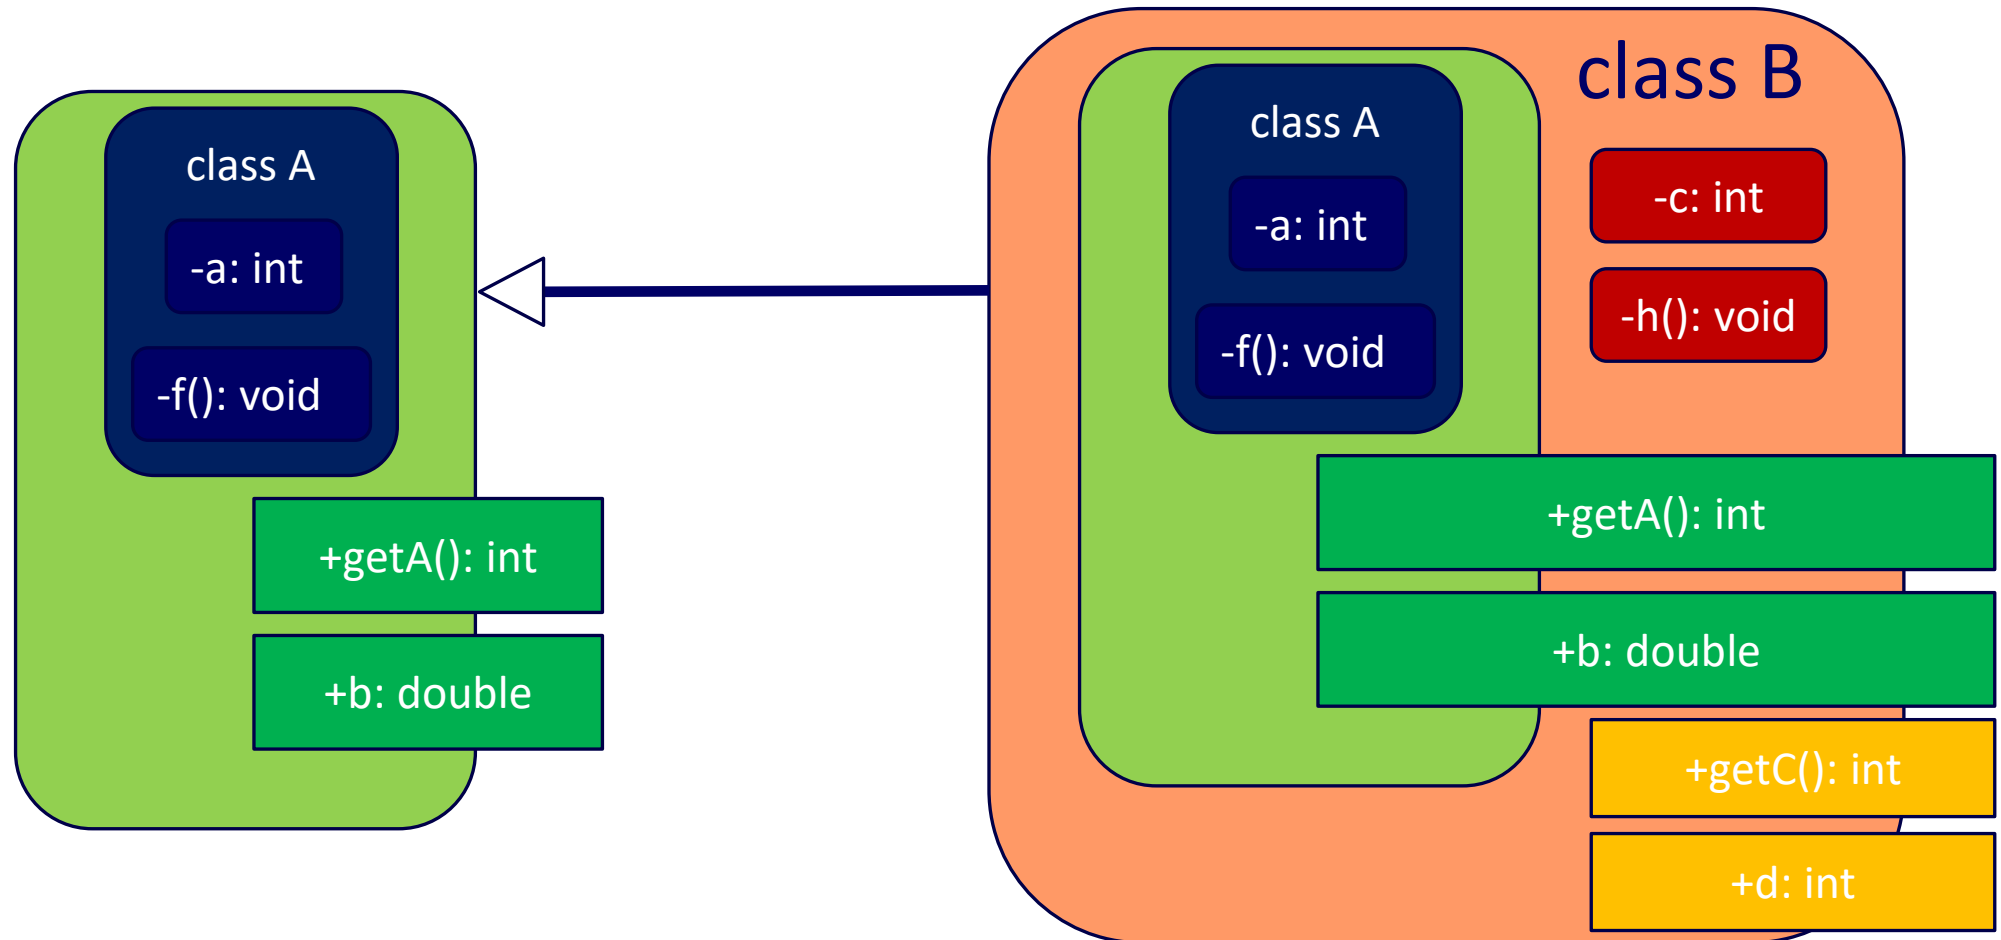 class A
-a: int
-f(): void
+getA(): int
+b: double
class B
class A
-a: int
-f(): void
-c: int
-h(): void
+getA(): int
+b: double
+getC(): int
+d: int